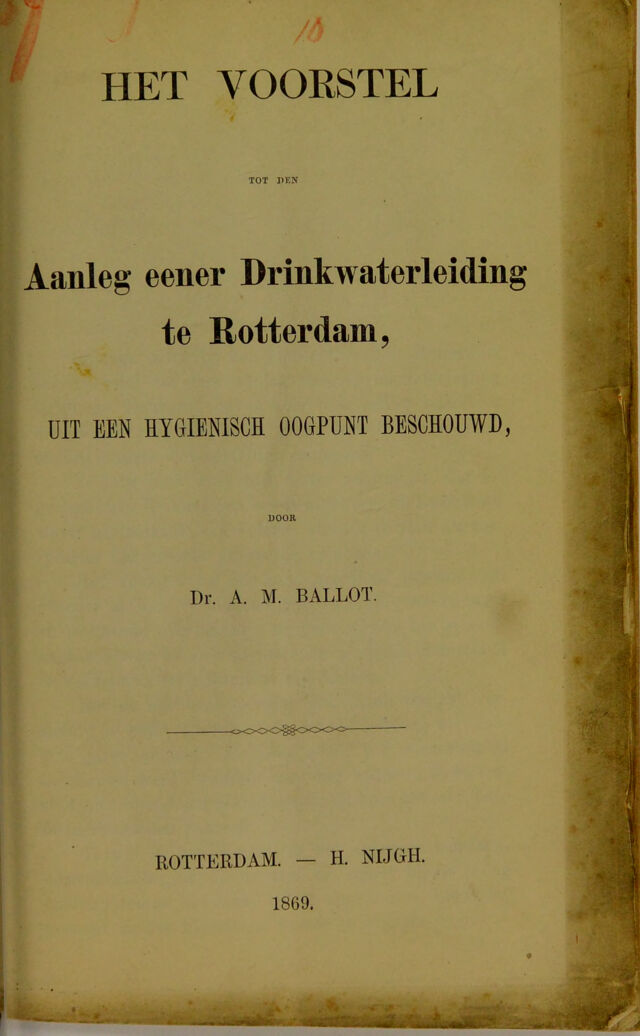 10
HET VOORSTEL
TOT DEN
Aanleg eener Drinkwaterleiding
te Rotterdam,
UIT EEN HYGIENISCH OOGPUNT BESCHOUWD,
DOOR
Dr. A. M. BALLOT.
ROTTERDAM. — H. NIJGH.
1869.